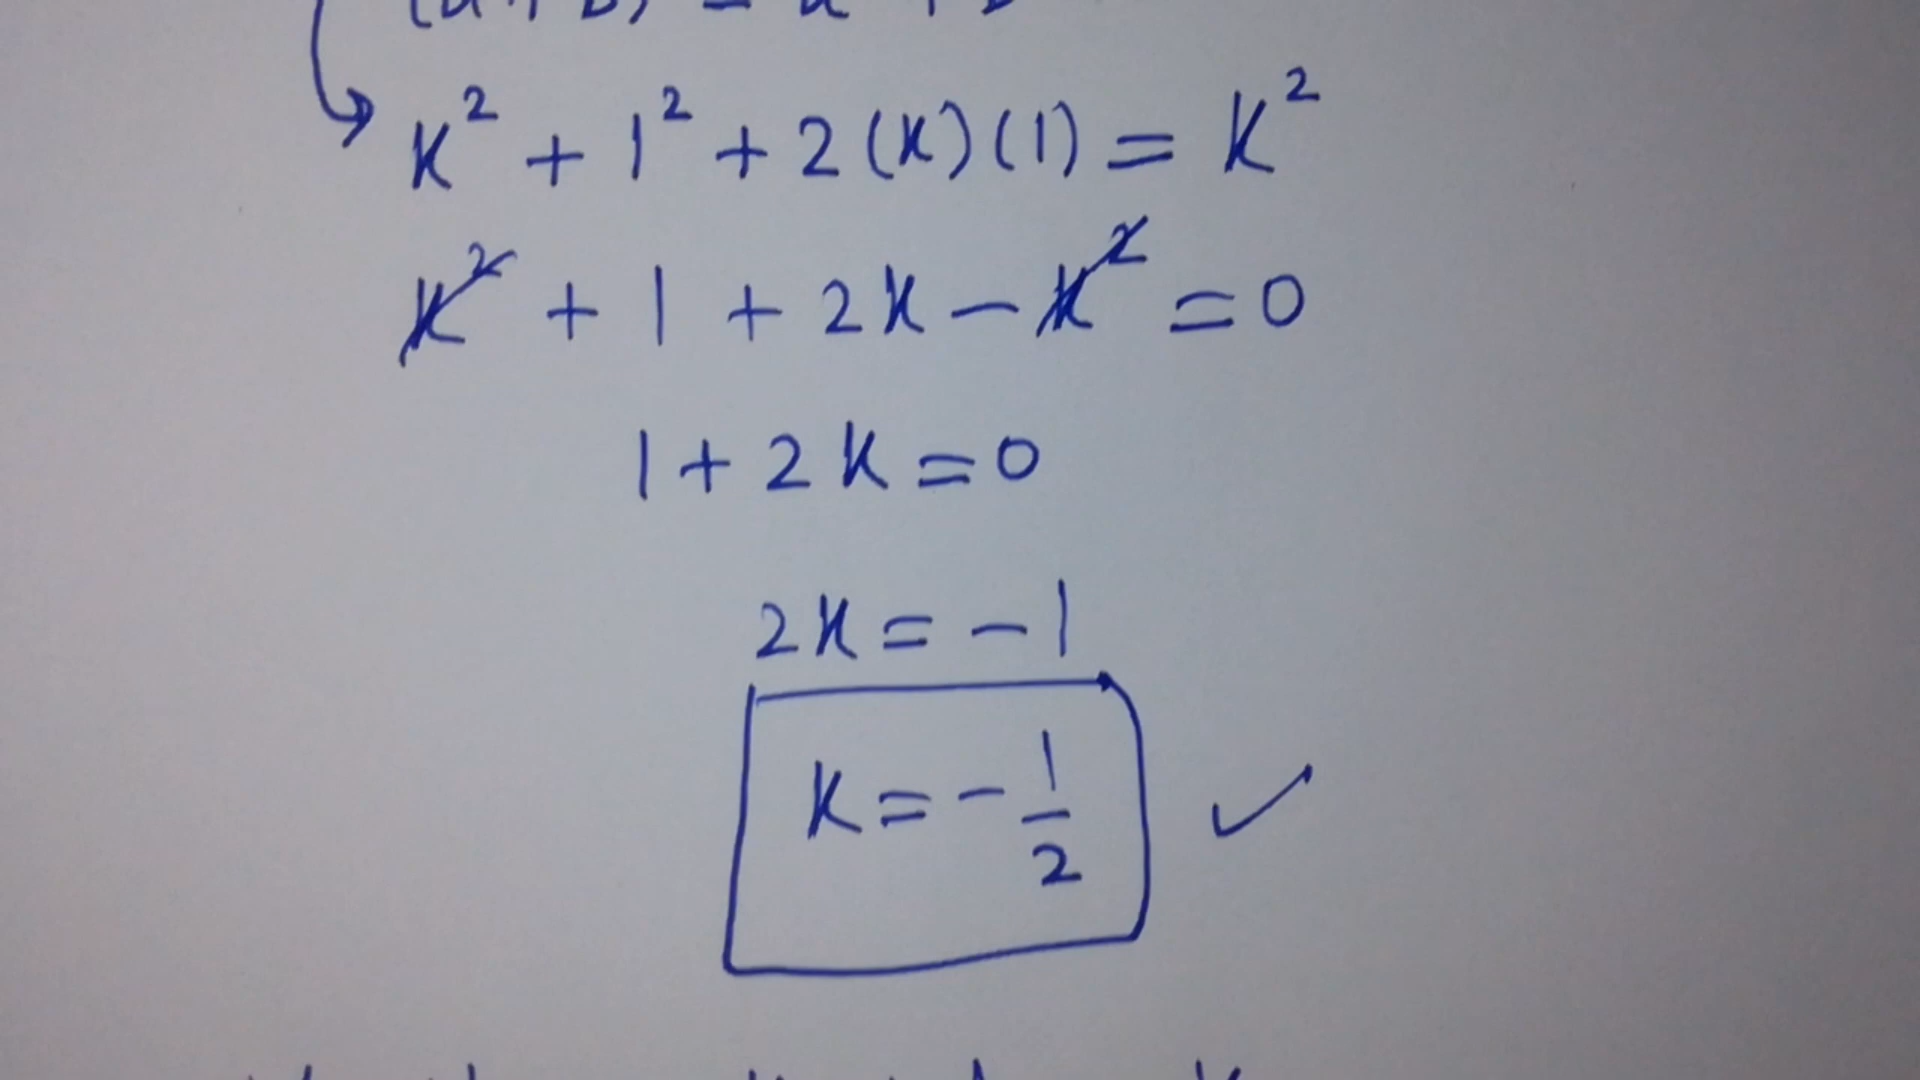 K² + 1² + 2(K)(1) = K²
K² + 1 + 2K - K² = 0
1 + 2K = 0
2K = -1
K = -1/2 ✓